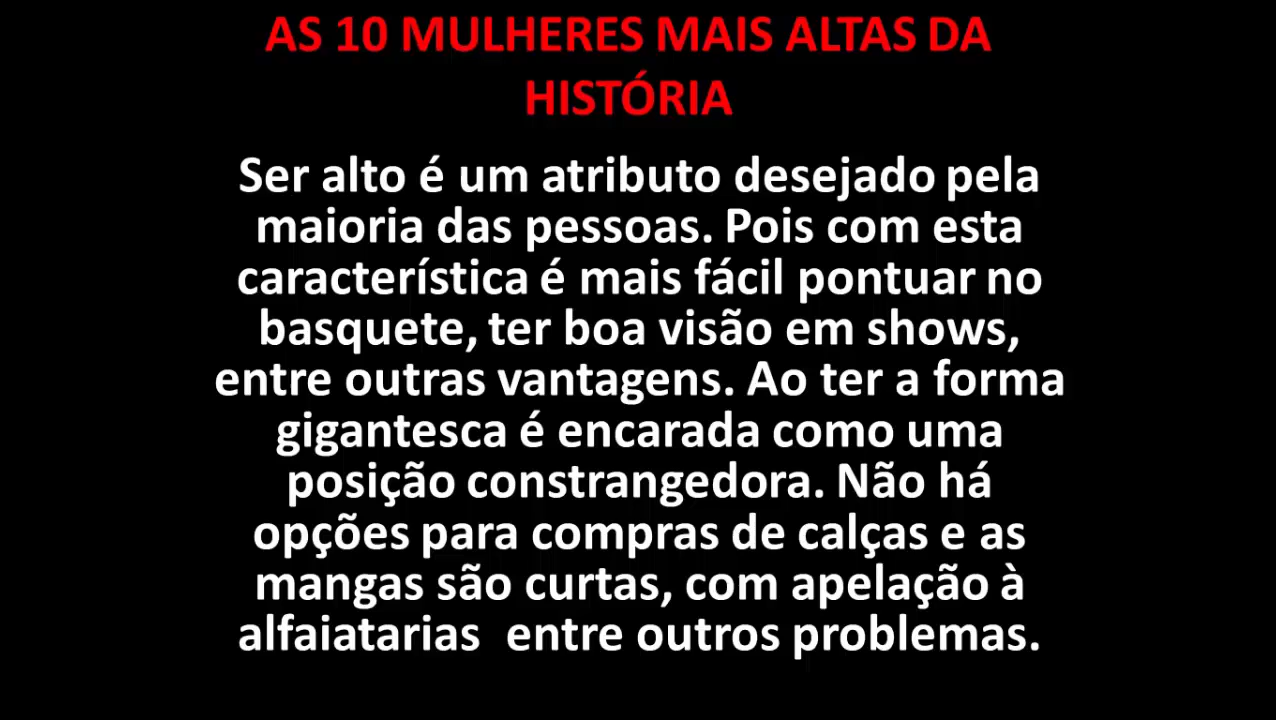 AS 10 MULHERES MAIS ALTAS DA
HISTÓRIA
Ser alto é um atributo desejado pela
maioria das pessoas. Pois com esta
característica é mais fácil pontuar no
basquete, ter boa visão em shows,
entre outras vantagens. Ao ter a forma
gigantesca é encarada como uma
posição constrangedora. Não há
opções para compras de calças e as
mangas são curtas, com apelação à
alfaiatarias  entre outros problemas.